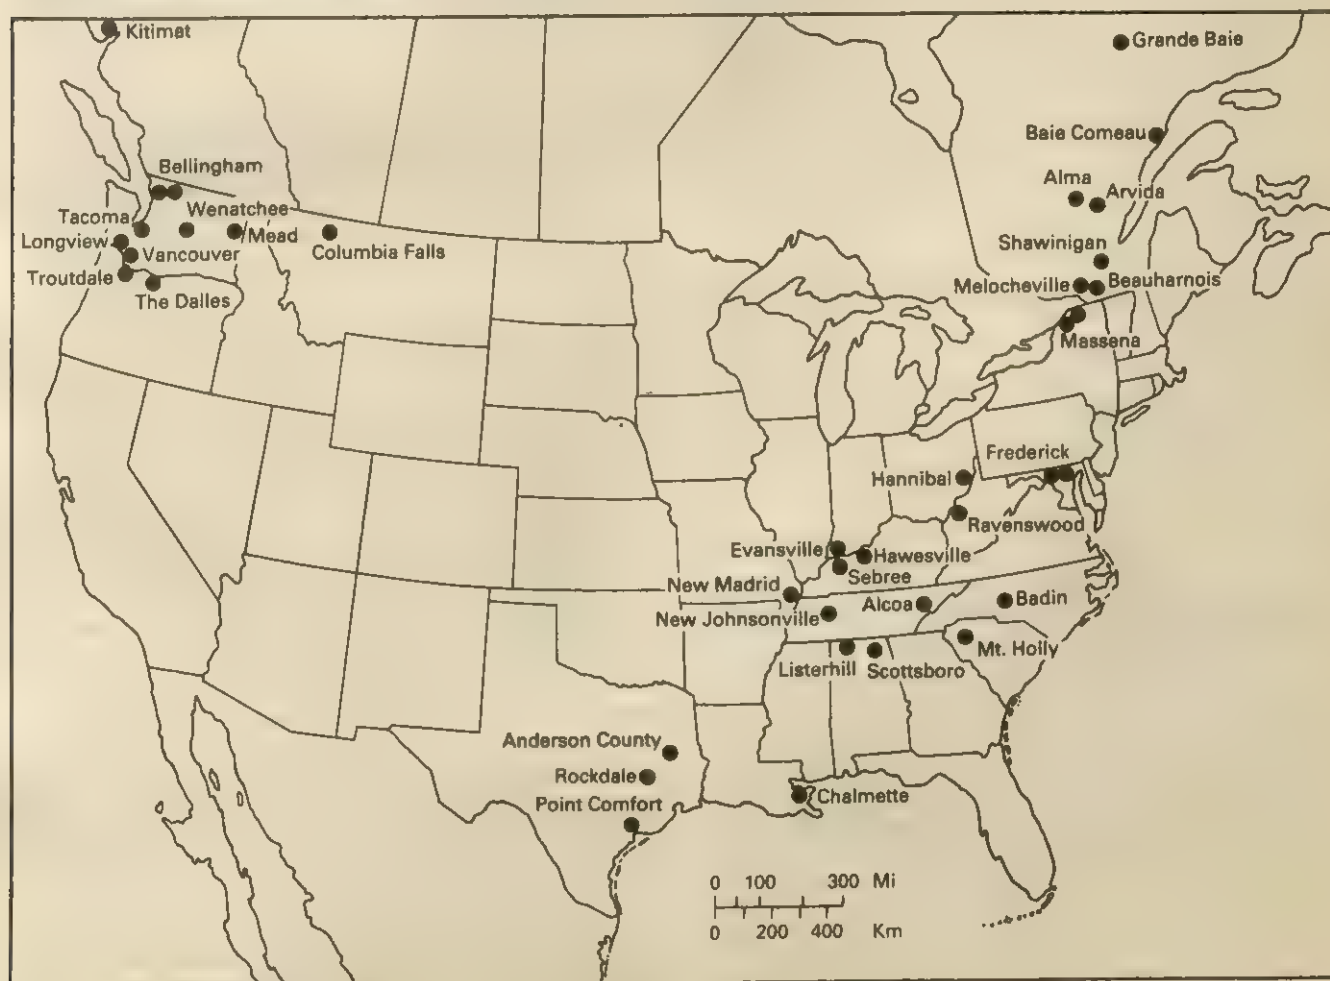 Kitimat
Grande Baie
Baie Comeau
Bellingham
Alma
Arvida
Tacoma
Wenatchee
Longview
Vancouver
Mead
Columbia Falls
Shawinigan
Troutdale
The Dalles
Melocheville
Beauharnois
Massena
Frederick
Hannibal
Ravenswood
Evansville
Hawesville
Sebree
New Madrid
Alcoa
Badin
New Johnsonville
Mt. Holly
Listerhill
Scottsboro
Anderson County
Rockdale
Point Comfort
Chalmette
0 100 300 Mi
0 200 400 Km